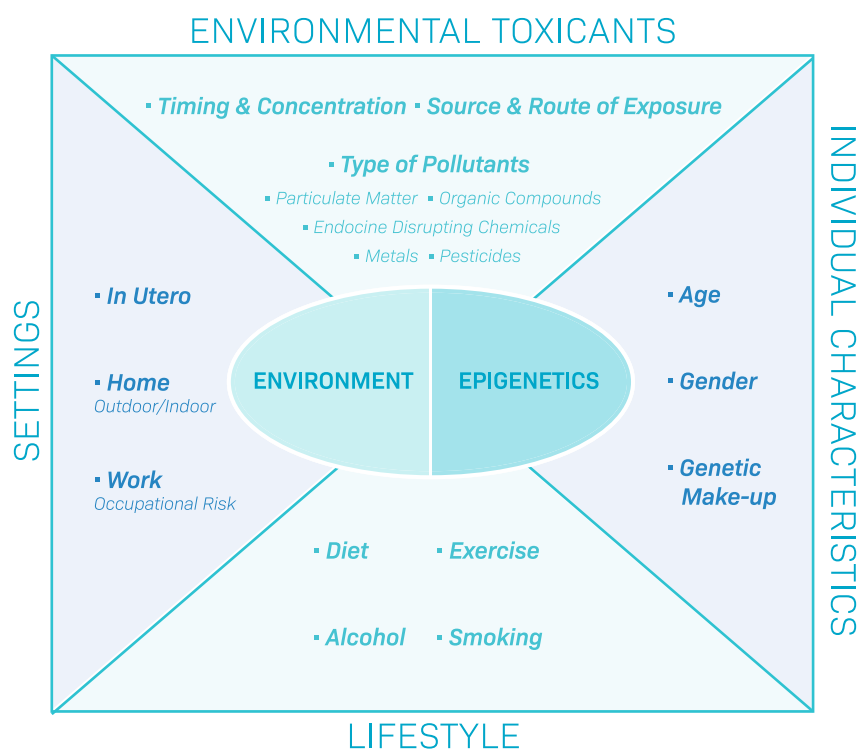 ENVIRONMENTAL TOXICANTS
▪ Timing & Concentration ▪ Source & Route of Exposure
▪ Type of Pollutants
▪ Particulate Matter ▪ Organic Compounds
▪ Endocine Disrupting Chemicals
▪ Metals ▪ Pesticides
SETTINGS
▪ In Utero
▪ Home
Outdoor/Indoor
▪ Work
Occupational Risk
ENVIRONMENT
EPIGENETICS
▪ Age
▪ Gender
▪ Genetic
Make-up
INDIVIDUAL CHARACTERISTICS
▪ Diet ▪ Exercise
▪ Alcohol ▪ Smoking
LIFESTYLE